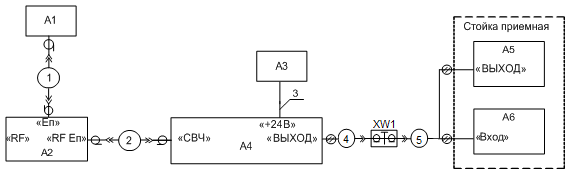 А1
Стойка приемная
А5
«ВЫХОД»
А3
1
3
«Еп»
«RF»
«RF Еп»
А2
2
«+24В»
«СВЧ»
«ВЫХОД»
А4
4
XW1
5
А6
«Вход»